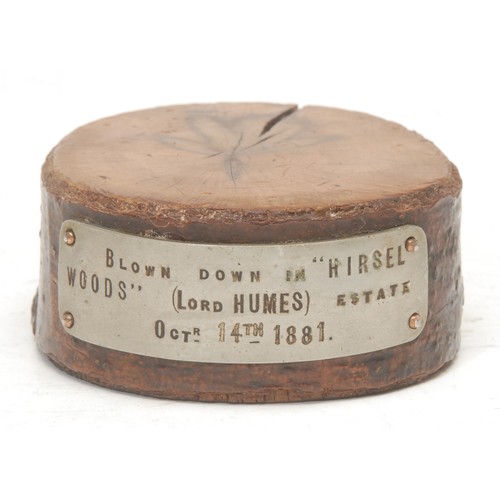 BLOWN DOWN IN "HIRSEL
WOODS" (LORD HUMES) ESTATE
OCTR 14TH 1881.